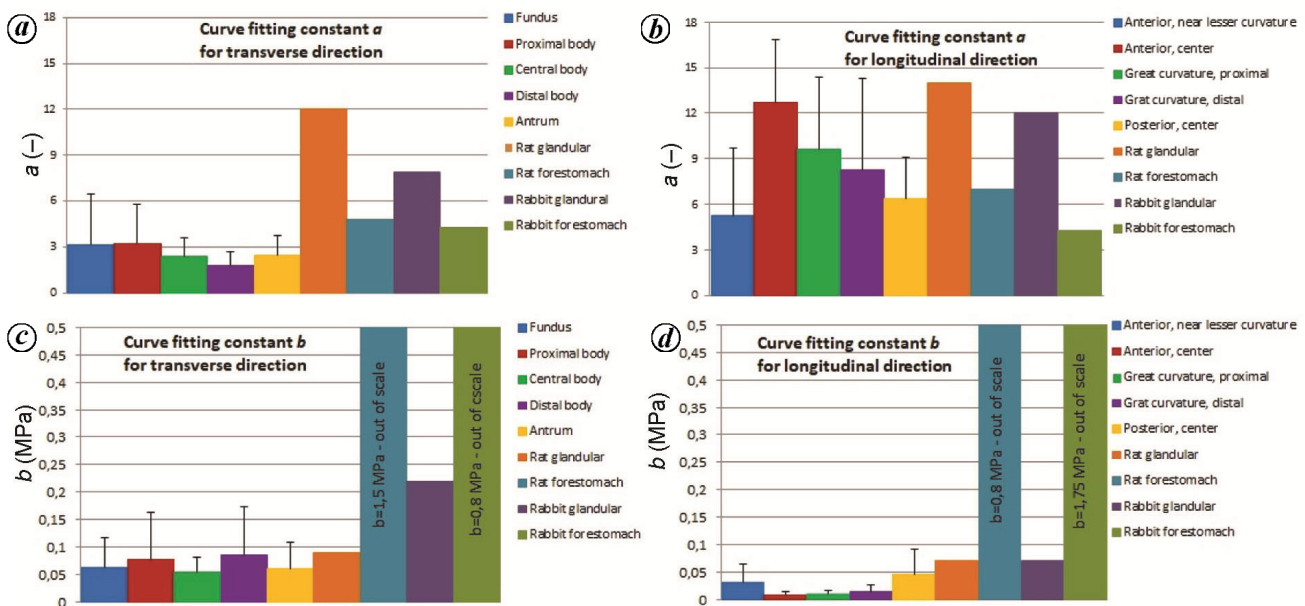 a
Curve fitting constant a
for transverse direction
a (–)
18
15
12
9
6
3
0
Fundus
Proximal body
Central body
Distal body
Antrum
Rat glandular
Rat forestomach
Rabbit glandural
Rabbit forestomach
b
Curve fitting constant a
for longitudinal direction
a (–)
18
15
12
9
6
3
0
Anterior, near lesser curvature
Anterior, center
Great curvature, proximal
Grat curvature, distal
Posterior, center
Rat glandular
Rat forestomach
Rabbit glandular
Rabbit forestomach
c
Curve fitting constant b
for transverse direction
b (MPa)
0,5
0,45
0,4
0,35
0,3
0,25
0,2
0,15
0,1
0,05
0
b=1,5 MPa - out of scale
b=0,8 MPa - out of cscale
Fundus
Proximal body
Central body
Distal body
Antrum
Rat glandular
Rat forestomach
Rabbit glandular
Rabbit forestomach
d
Curve fitting constant b
for longitudinal direction
b (MPa)
0,5
0,45
0,4
0,35
0,3
0,25
0,2
0,15
0,1
0,05
0
b=0,8 MPa - out of scale
b=1,75 MPa - out of scale
Anterior, near lesser curvature
Anterior, center
Great curvature, proximal
Grat curvature, distal
Posterior, center
Rat glandular
Rat forestomach
Rabbit glandular
Rabbit forestomach